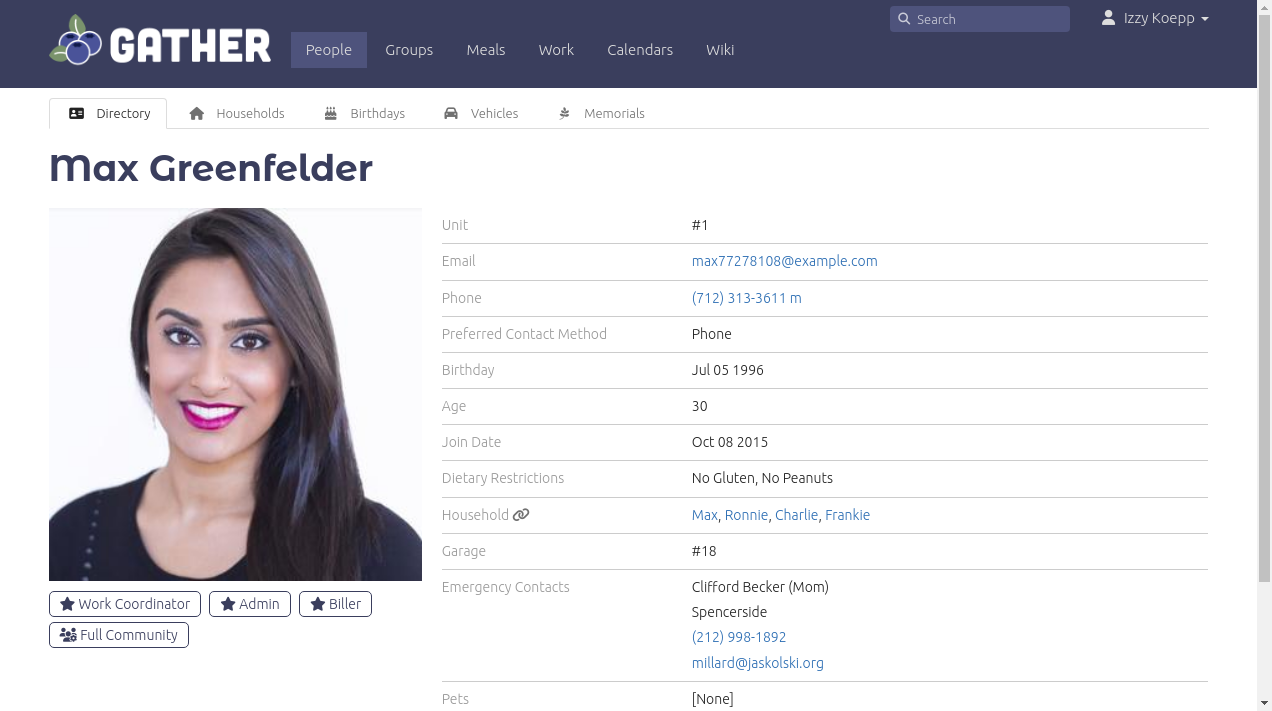 GATHER
People
Groups
Meals
Work
Calendars
Wiki
Search
Izzy Koepp
Directory
Households
Birthdays
Vehicles
Memorials
Max Greenfelder
Unit #1
Email max77278108@example.com
Phone (712) 313-3611 m
Preferred Contact Method Phone
Birthday Jul 05 1996
Age 30
Join Date Oct 08 2015
Dietary Restrictions No Gluten, No Peanuts
Household Max, Ronnie, Charlie, Frankie
Garage #18
Emergency Contacts Clifford Becker (Mom)
Spencerside
(212) 998-1892
millard@jaskolski.org
Pets [None]
Work Coordinator
Admin
Biller
Full Community